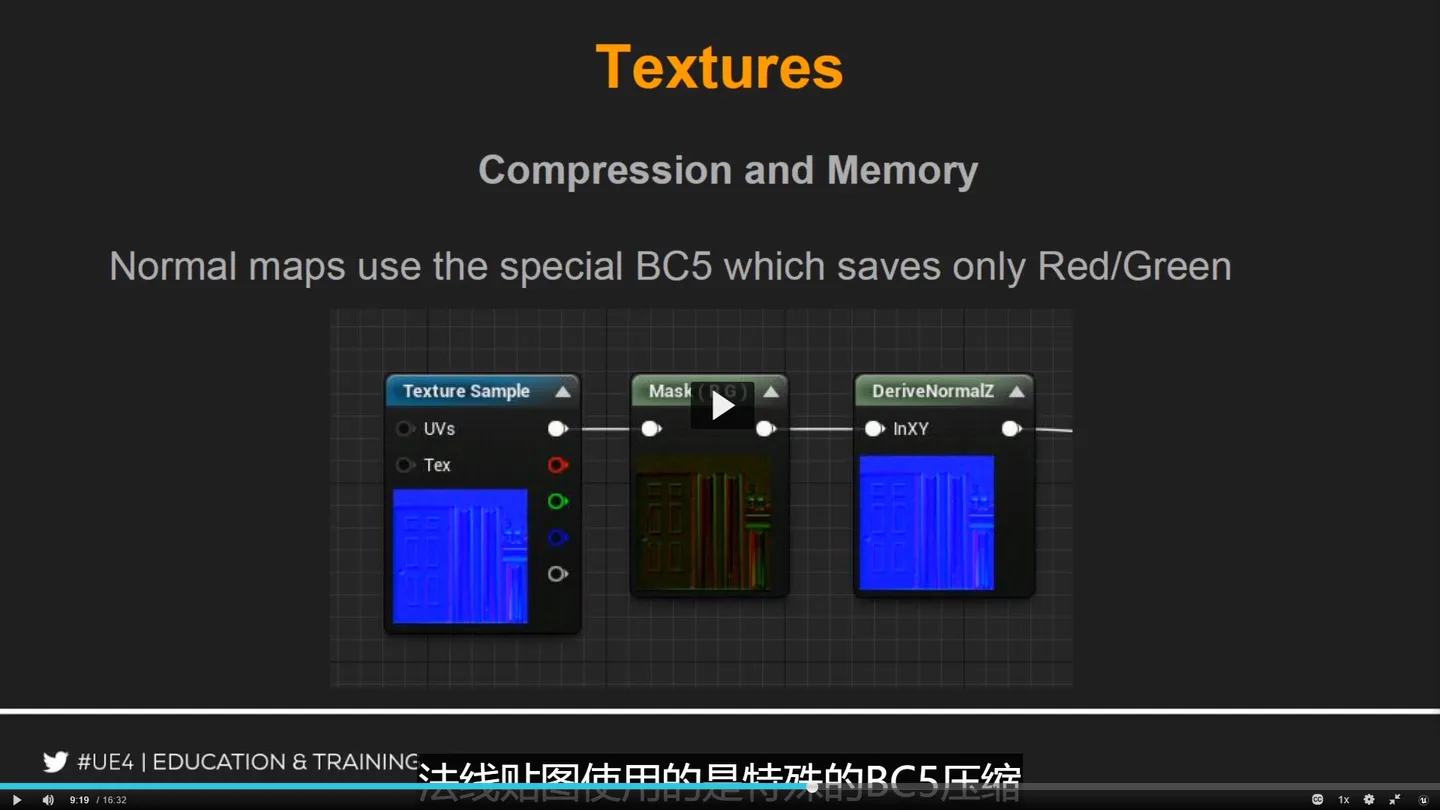 Textures
Compression and Memory
Normal maps use the special BC5 which saves only Red/Green
Texture Sample
Mask ( R G )
DeriveNormalZ
UVs
InXY
Tex
#UE4 | EDUCATION & TRAINING
法线贴图使用的是特殊的BC5压缩
9:19 / 16:32
CC
1x